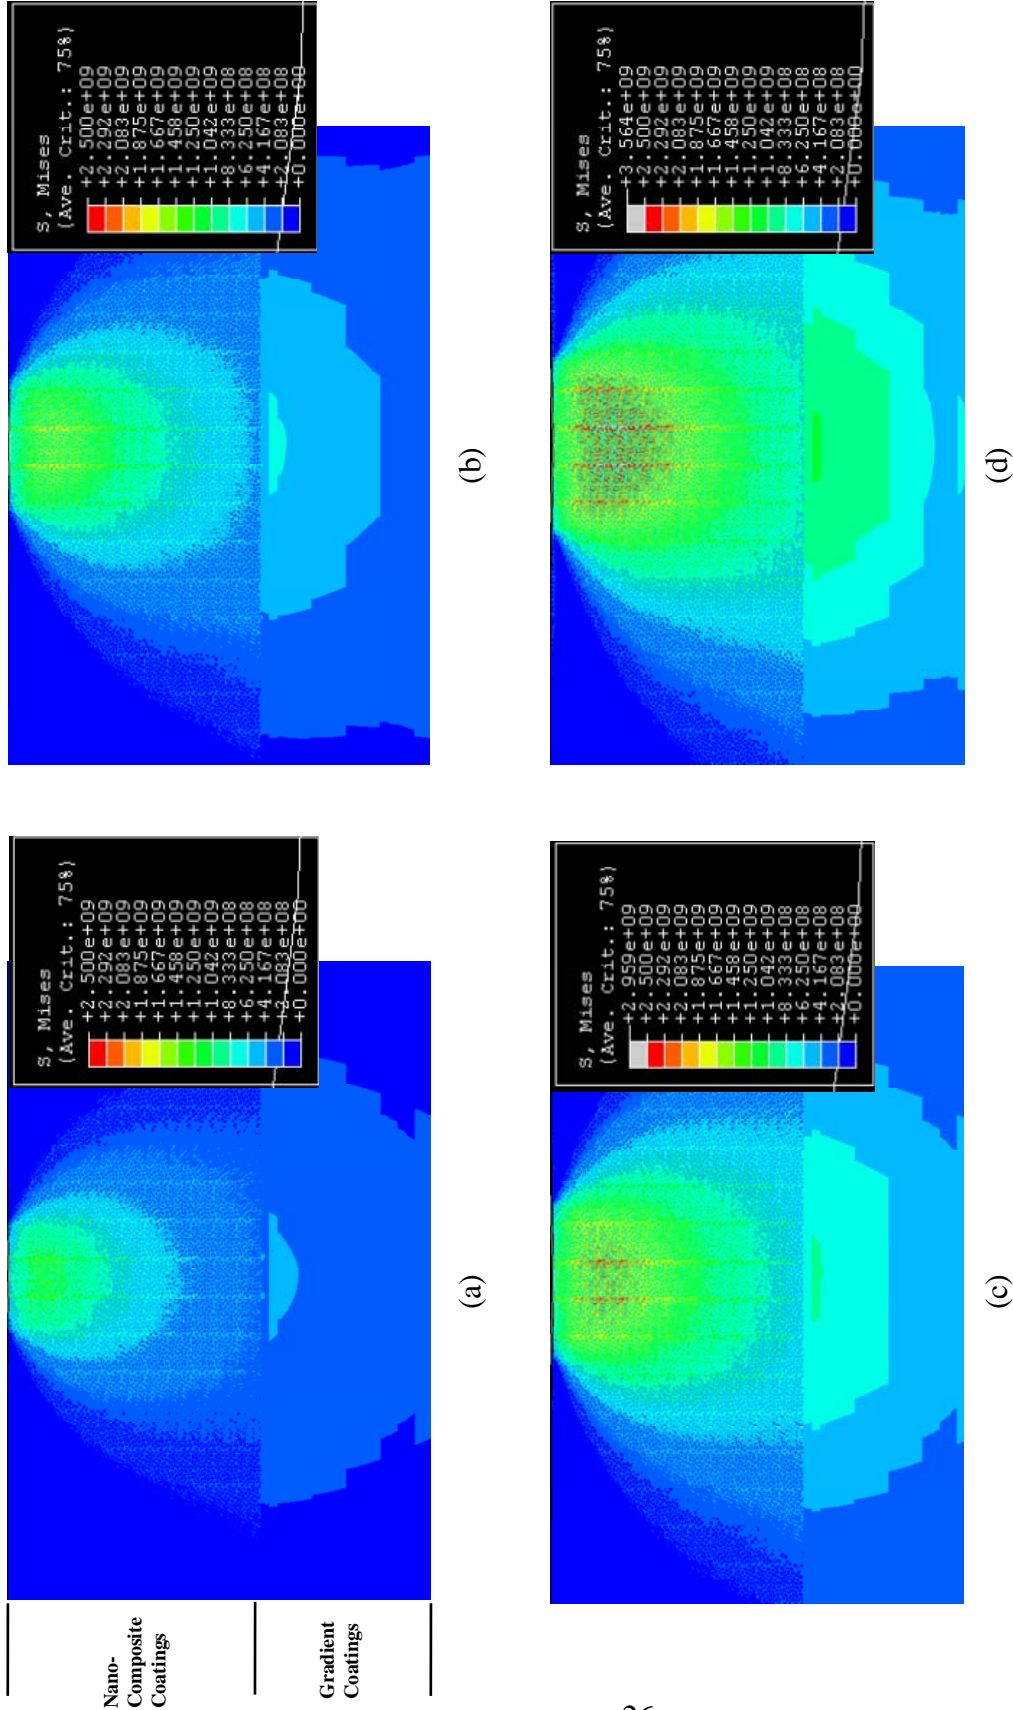 Nano-
Composite
Coatings
Gradient
Coatings
S, Mises
(Ave. Crit.: 75%)
+2.500e+09
+2.292e+09
+2.083e+09
+1.875e+09
+1.667e+09
+1.458e+09
+1.250e+09
+1.042e+09
+8.333e+08
+6.250e+08
+4.167e+08
+2.083e+08
+0.000e+00
(a)
S, Mises
(Ave. Crit.: 75%)
+2.500e+09
+2.292e+09
+2.083e+09
+1.875e+09
+1.667e+09
+1.458e+09
+1.250e+09
+1.042e+09
+8.333e+08
+6.250e+08
+4.167e+08
+2.083e+08
+0.000e+00
(b)
S, Mises
(Ave. Crit.: 75%)
+2.959e+09
+2.500e+09
+2.292e+09
+2.083e+09
+1.875e+09
+1.667e+09
+1.458e+09
+1.250e+09
+1.042e+09
+8.333e+08
+6.250e+08
+4.167e+08
+2.083e+08
+0.000e+00
(c)
S, Mises
(Ave. Crit.: 75%)
+3.564e+09
+2.500e+09
+2.292e+09
+2.083e+09
+1.875e+09
+1.667e+09
+1.458e+09
+1.250e+09
+1.042e+09
+8.333e+08
+6.250e+08
+4.167e+08
+2.083e+08
+0.000e+00
(d)